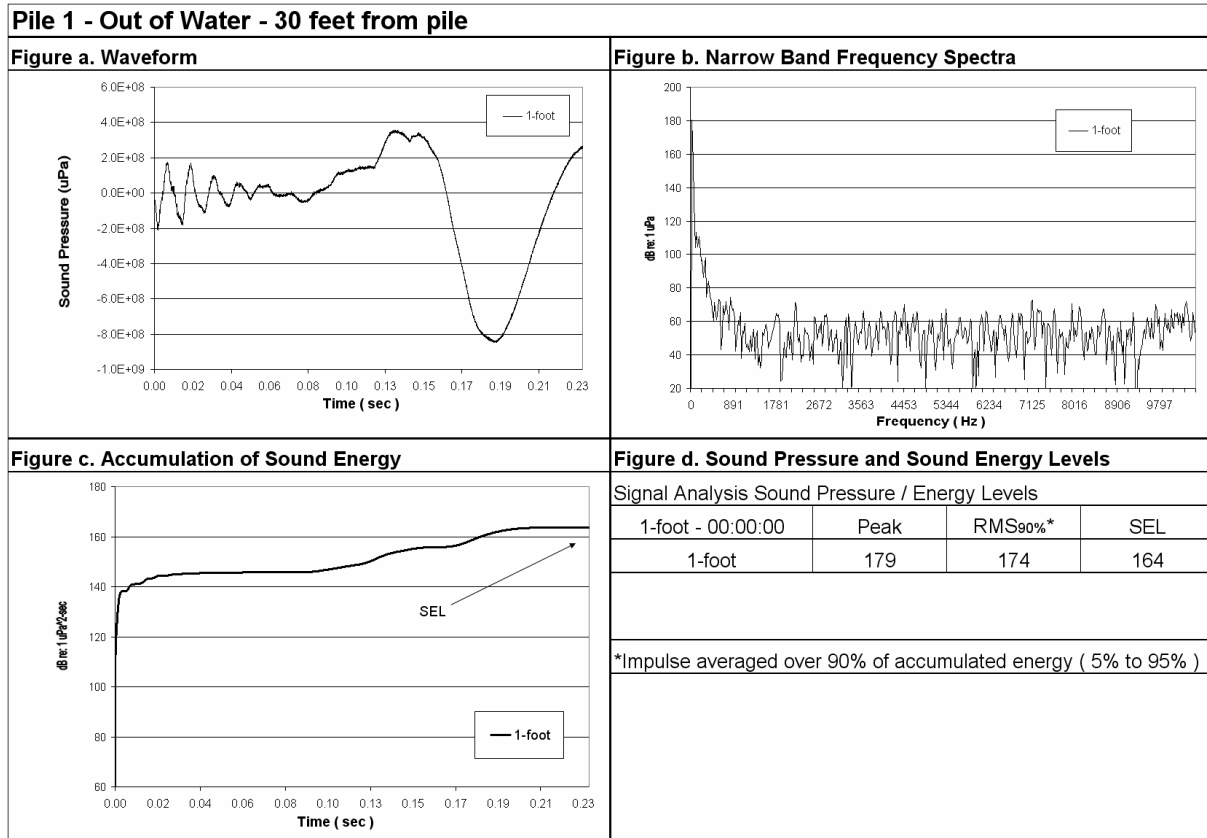 Pile 1 - Out of Water - 30 feet from pile
Figure a. Waveform
6.0E+08
4.0E+08
2.0E+08
0.0E+00
-2.0E+08
-4.0E+08
-6.0E+08
-8.0E+08
-1.0E+09
Sound Pressure (uPa)
1-foot
0.00 0.02 0.04 0.06 0.08 0.10 0.13 0.15 0.17 0.19 0.21 0.23
Time ( sec )
Figure b. Narrow Band Frequency Spectra
200
180
160
140
120
100
80
60
40
20
dB re: 1 uPa
1-foot
0 891 1781 2672 3563 4453 5344 6234 7125 8016 8906 9797
Frequency ( Hz )
Figure c. Accumulation of Sound Energy
180
160
140
120
100
80
60
dB re: 1 uPa^2-sec
SEL
1-foot
0.00 0.02 0.04 0.06 0.08 0.10 0.13 0.15 0.17 0.19 0.21 0.23
Time ( sec )
Figure d. Sound Pressure and Sound Energy Levels
Signal Analysis Sound Pressure / Energy Levels
1-foot - 00:00:00 Peak RMS90%* SEL
1-foot 179 174 164
*Impulse averaged over 90% of accumulated energy ( 5% to 95% )